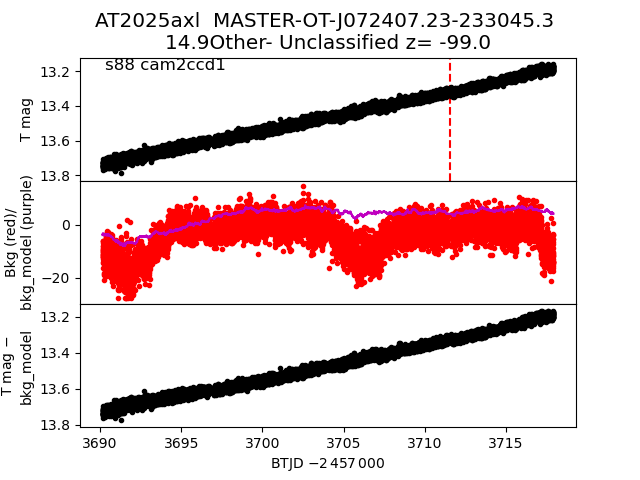 AT2025axl  MASTER-OT-J072407.23-233045.3
14.9Other- Unclassified z= -99.0
s88 cam2ccd1
T mag
13.2
13.4
13.6
13.8
Bkg (red)/
bkg_model (purple)
0
−20
T mag −
bkg_model
13.2
13.4
13.6
13.8
3690 3695 3700 3705 3710 3715
BTJD −2 457 000